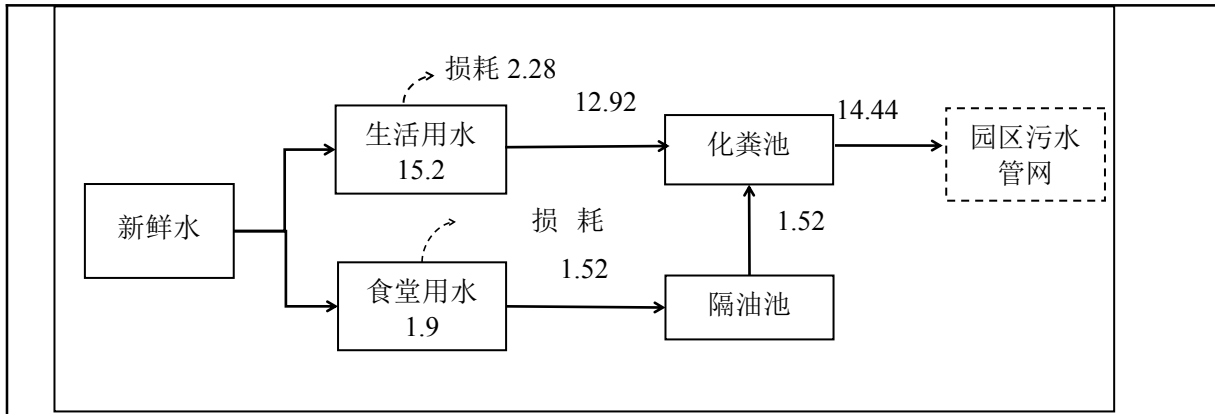 损耗 2.28
12.92
14.44
生活用水
15.2
化粪池
园区污水
管网
新鲜水
损 耗
1.52
1.52
食堂用水
1.9
隔油池